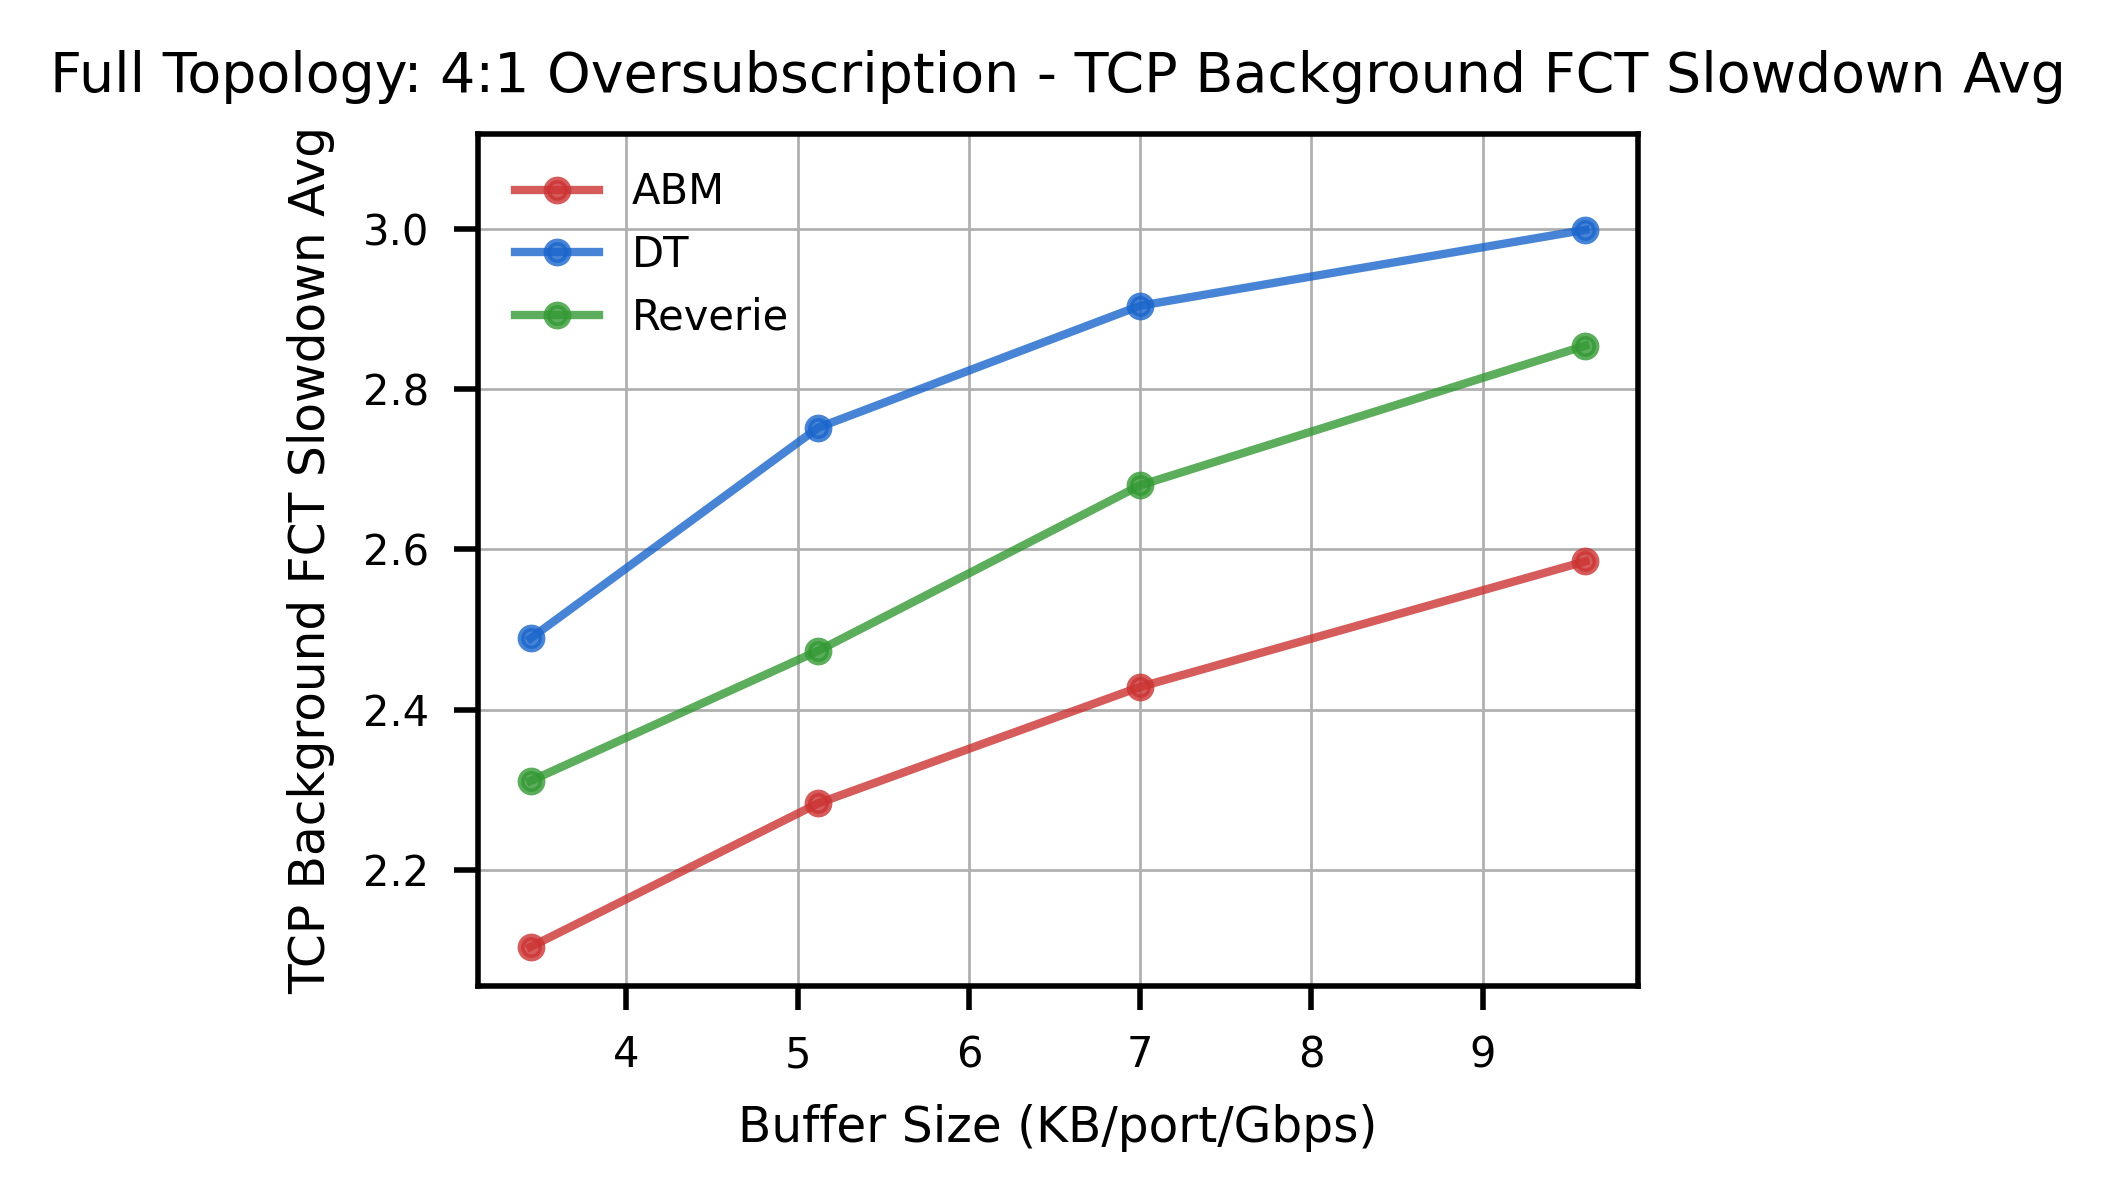 Full Topology: 4:1 Oversubscription - TCP Background FCT Slowdown Avg
TCP Background FCT Slowdown Avg
3.0
2.8
2.6
2.4
2.2
ABM
DT
Reverie
4 5 6 7 8 9
Buffer Size (KB/port/Gbps)